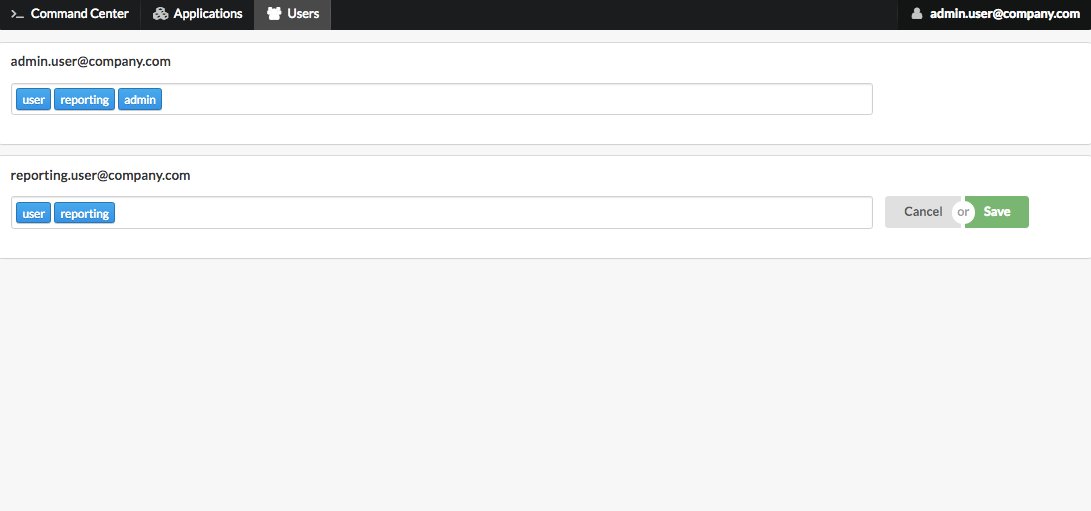 >_ Command Center Applications Users admin.user@company.com
admin.user@company.com
user reporting admin
reporting.user@company.com
user reporting Cancel or Save